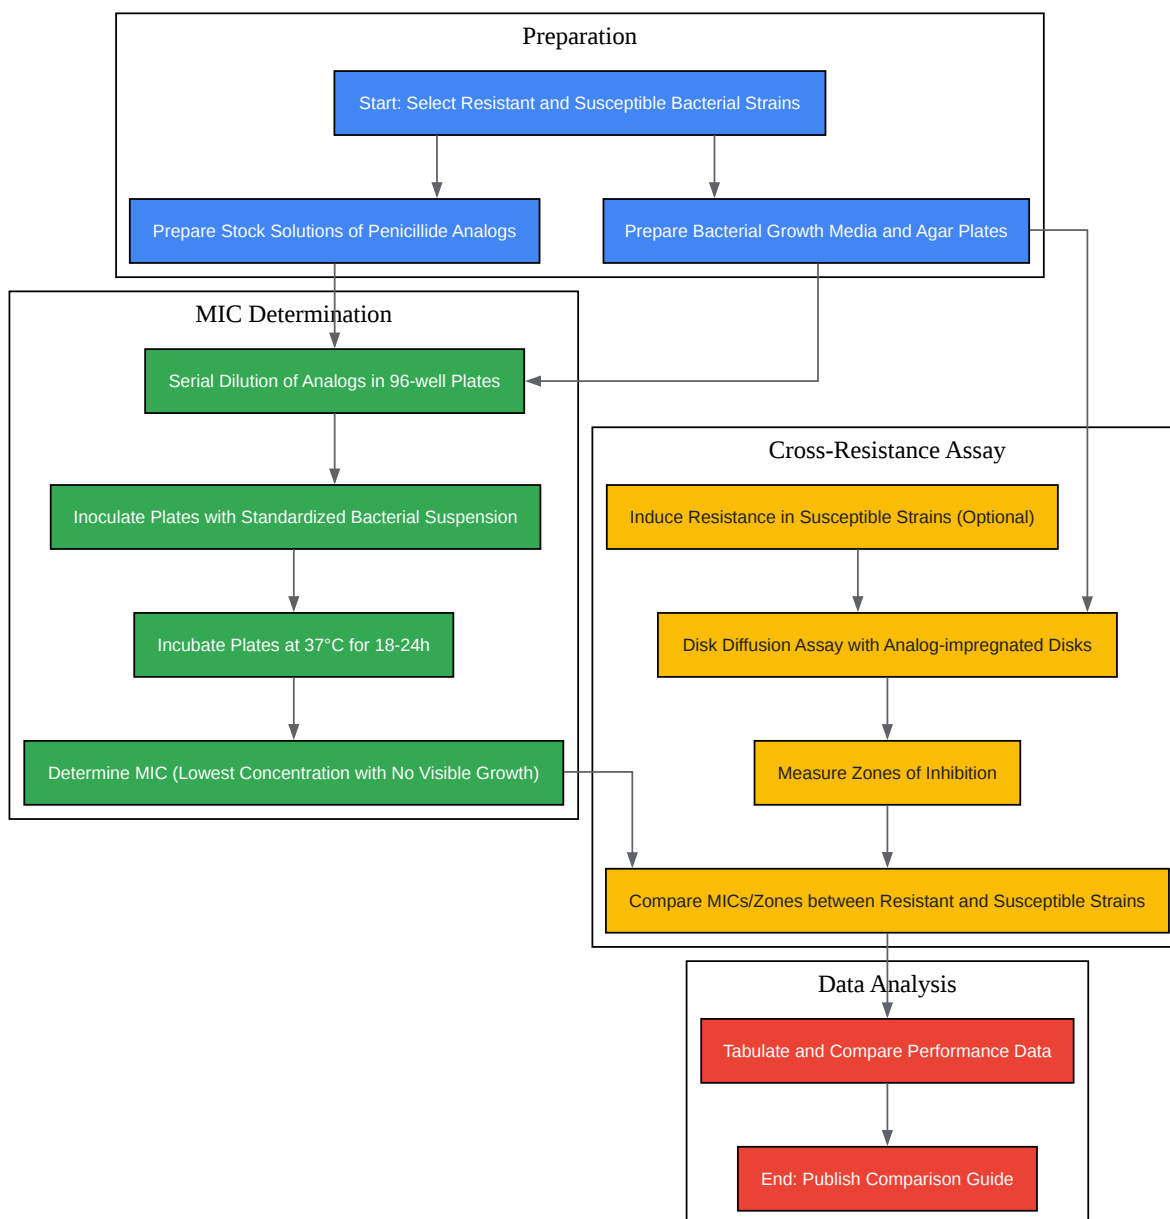 Preparation
Start: Select Resistant and Susceptible Bacterial Strains
Prepare Stock Solutions of Penicillide Analogs
Prepare Bacterial Growth Media and Agar Plates
MIC Determination
Serial Dilution of Analogs in 96-well Plates
Inoculate Plates with Standardized Bacterial Suspension
Incubate Plates at 37°C for 18-24h
Determine MIC (Lowest Concentration with No Visible Growth)
Cross-Resistance Assay
Induce Resistance in Susceptible Strains (Optional)
Disk Diffusion Assay with Analog-impregnated Disks
Measure Zones of Inhibition
Compare MICs/Zones between Resistant and Susceptible Strains
Data Analysis
Tabulate and Compare Performance Data
End: Publish Comparison Guide